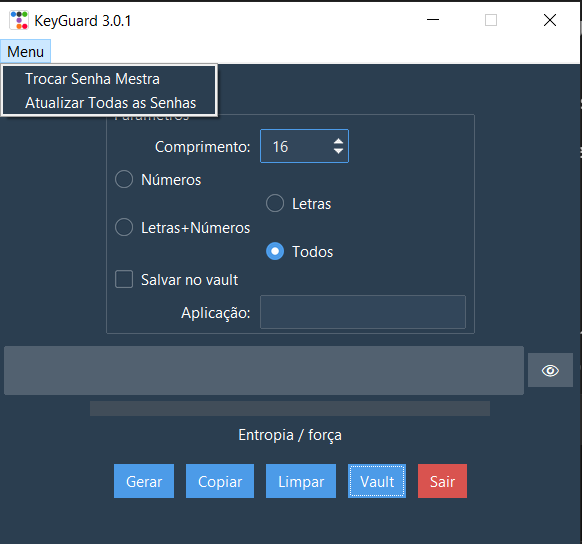 KeyGuard 3.0.1
Menu
Trocar Senha Mestra
Atualizar Todas as Senhas
Parâmetros
Comprimento: 16
Números
Letras
Letras+Números
Todos
Salvar no vault
Aplicação:
Entropia / força
Gerar Copiar Limpar Vault Sair